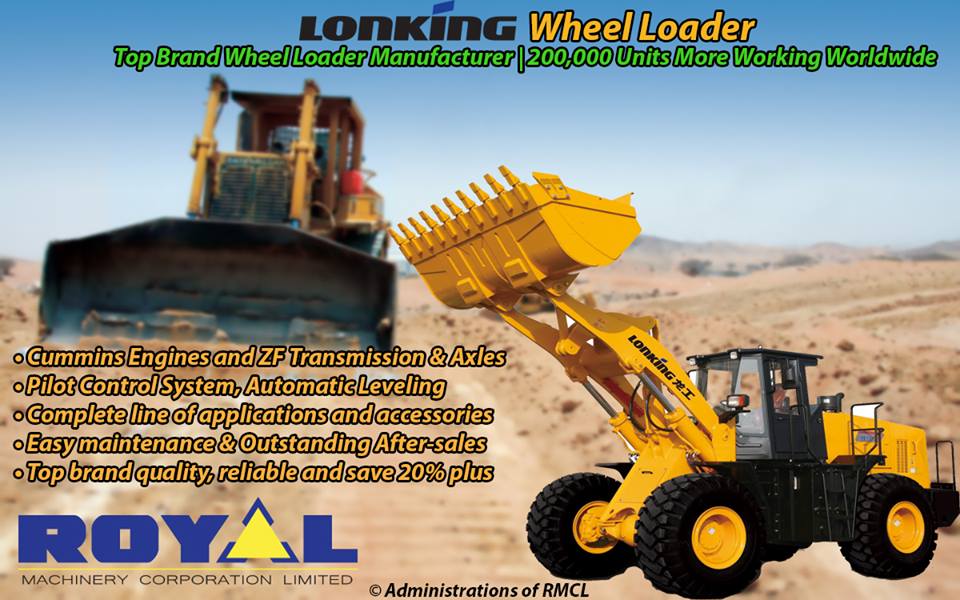 LONKING Wheel Loader
Top Brand Wheel Loader Manufacturer | 200,000 Units More Working Worldwide
LONKING 龙工
• Cummins Engines and ZF Transmission & Axles
• Pilot Control System, Automatic Leveling
• Complete line of applications and accessories
• Easy maintenance & Outstanding After-sales
• Top brand quality, reliable and save 20% plus
ROYAL
MACHINERY CORPORATION LIMITED
© Administrations of RMCL